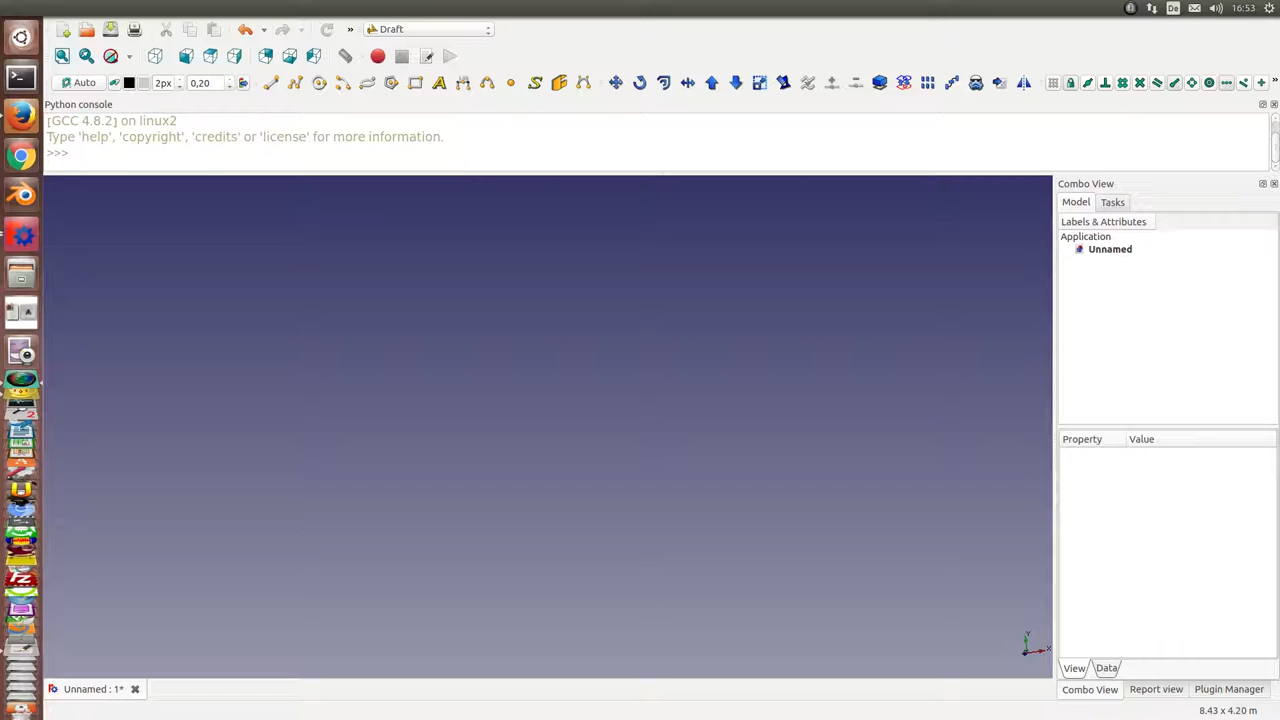 De
16:53
Draft
Auto
2px
0,20
Python console
[GCC 4.8.2] on linux2
Type 'help', 'copyright', 'credits' or 'license' for more information.
>>>
Combo View
Model
Tasks
Labels & Attributes
Application
Unnamed
Property
Value
View
Data
Unnamed : 1*
Combo View
Report view
Plugin Manager
8.43 x 4.20 m